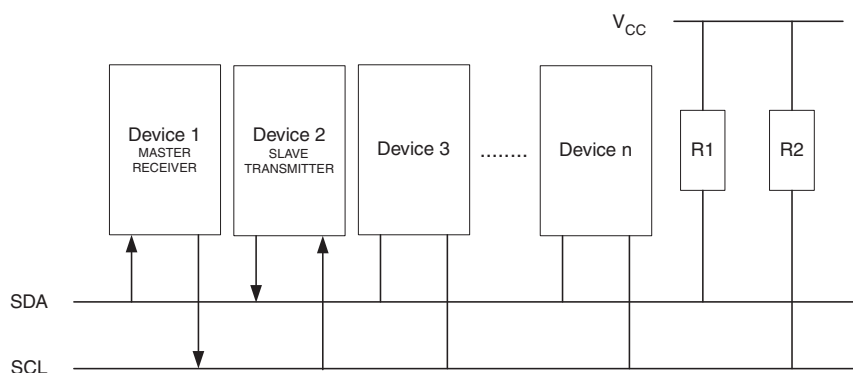 VCC
Device 1
MASTER
RECEIVER
Device 2
SLAVE
TRANSMITTER
Device 3
........
Device n
R1
R2
SDA
SCL